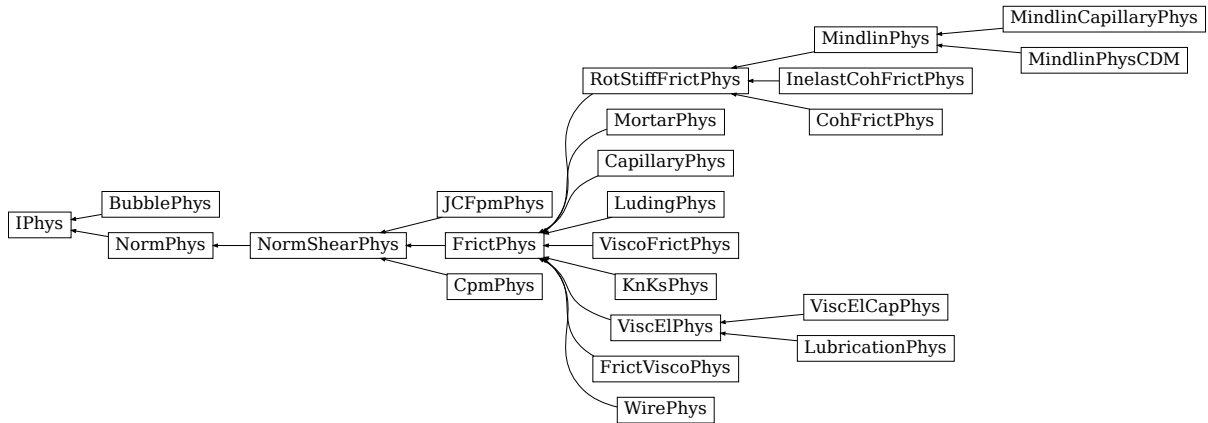 MindlinCapillaryPhys
MindlinPhys
MindlinPhysCDM
RotStiffFrictPhys
InelastCohFrictPhys
MortarPhys
CohFrictPhys
CapillaryPhys
BubblePhys
JCFpmPhys
LudingPhys
IPhys
NormPhys
NormShearPhys
FrictPhys
ViscoFrictPhys
CpmPhys
KnKsPhys
ViscElCapPhys
ViscElPhys
LubricationPhys
FrictViscoPhys
WirePhys